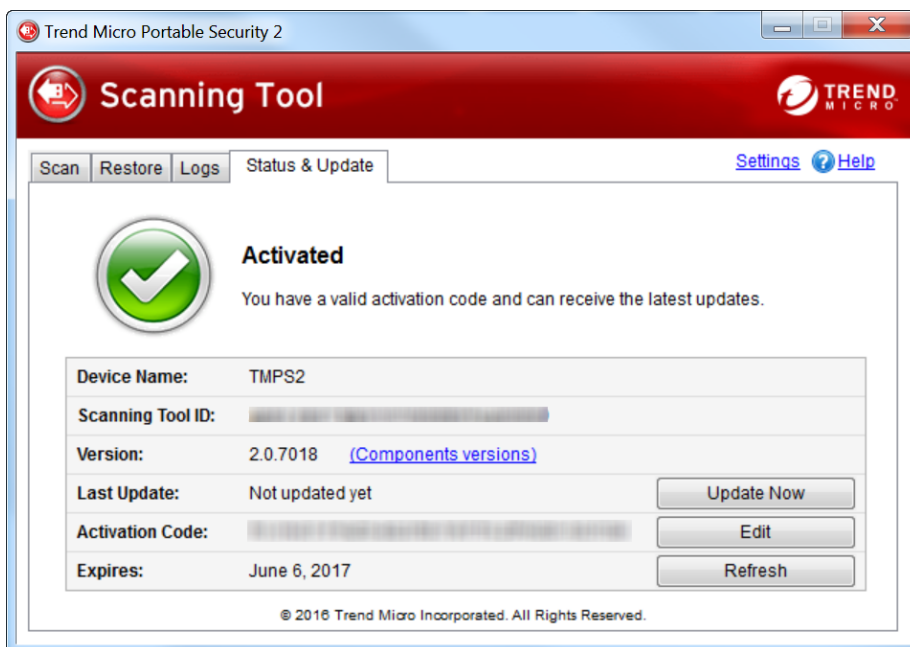 Trend Micro Portable Security 2
Scanning Tool
TREND
MICRO
Scan Restore Logs Status & Update Settings ? Help
Activated
You have a valid activation code and can receive the latest updates.
Device Name: TMPS2
Scanning Tool ID:
Version: 2.0.7018 (Components versions)
Last Update: Not updated yet Update Now
Activation Code: Edit
Expires: June 6, 2017 Refresh
© 2016 Trend Micro Incorporated. All Rights Reserved.